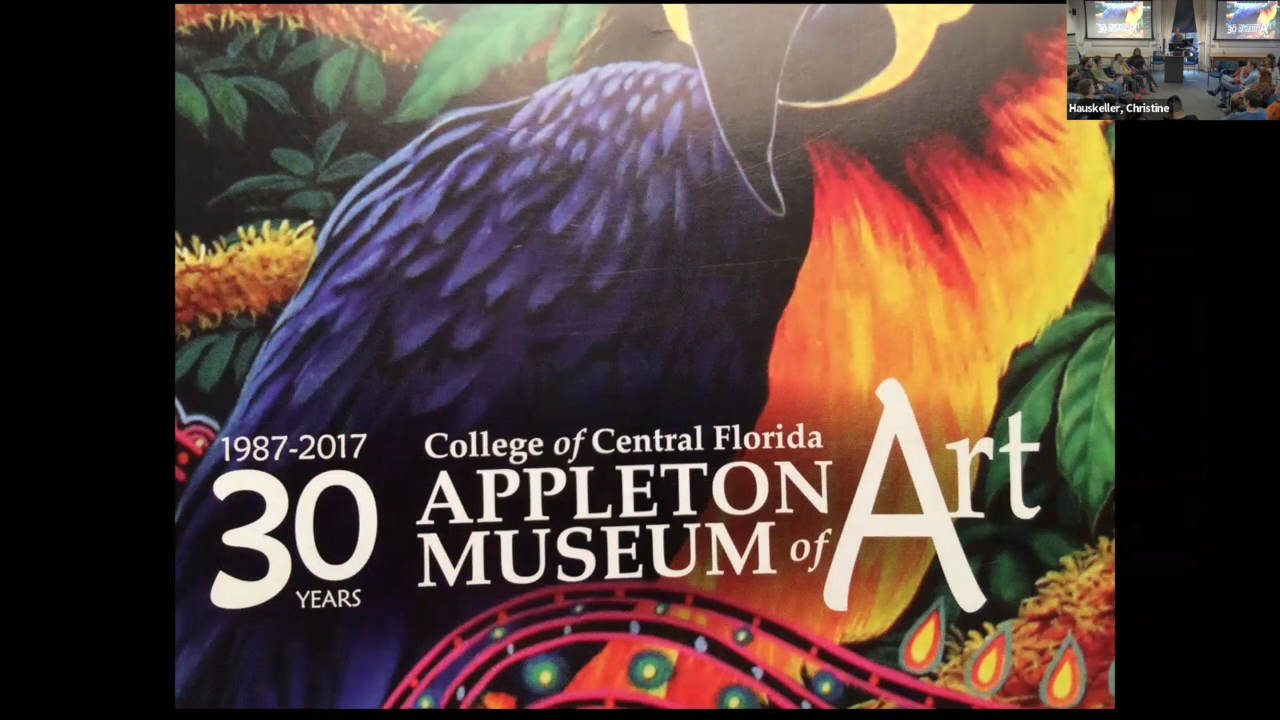 Hauskeller, Christine
1987-2017
30
YEARS
College of Central Florida
APPLETON
MUSEUM of Art